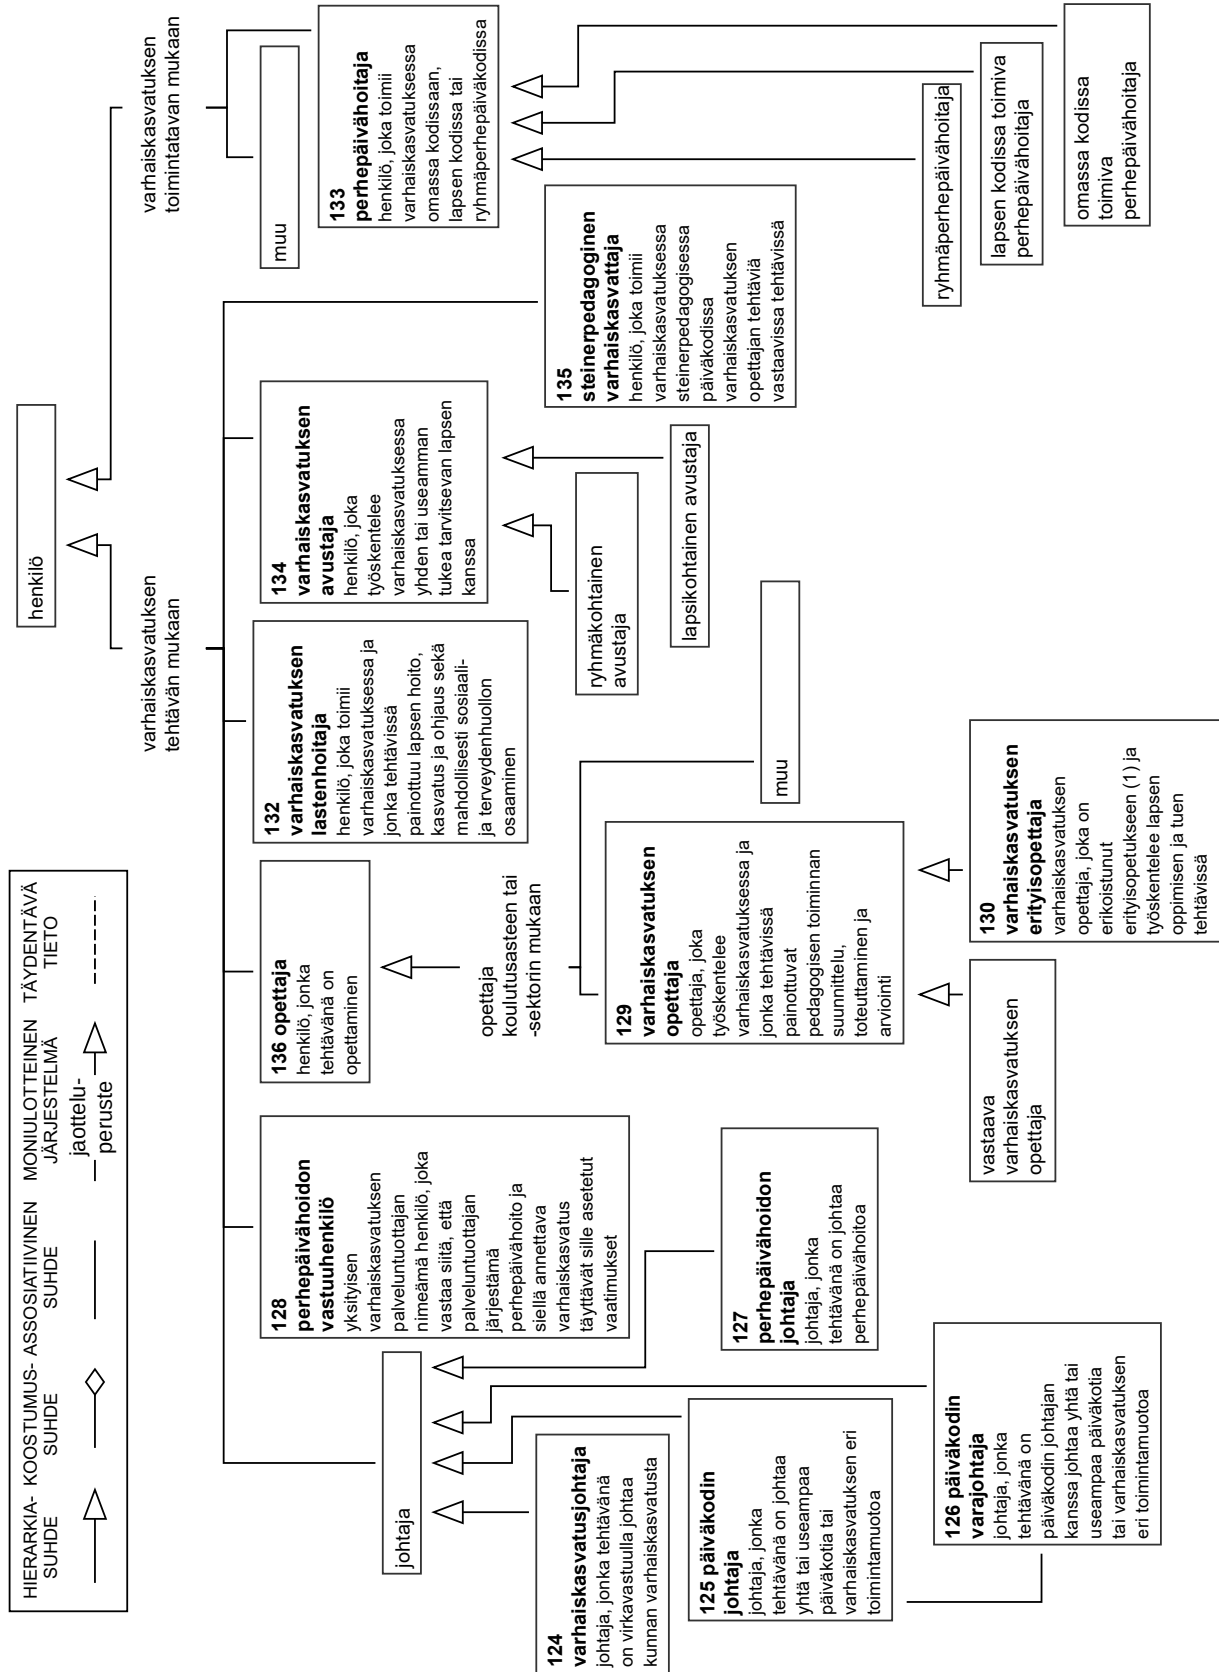 HIERARKIA-
SUHDE
KOOSTUMUS-
SUHDE
ASSOSIATIIVINEN
SUHDE
MONIULOTTEINEN
JÄRJESTELMÄ
jaottelu-
peruste
TÄYDENTÄVÄ
TIETO
henkilö
varhaiskasvatuksen
tehtävän mukaan
varhaiskasvatuksen
toimintatavan mukaan
johtaja
128
perhepäivähoidon
vastuuhenkilö
yksityisen
varhaiskasvatuksen
palveluntuottajan
nimeämä henkilö, joka
vastaa siitä, että
palveluntuottajan
järjestämä
perhepäivähoito ja
siellä annettava
varhaiskasvatus
täyttävät sille asetetut
vaatimukset
136 opettaja
henkilö, jonka
tehtävänä on
opettaminen
132
varhaiskasvatuksen
lastenhoitaja
henkilö, joka toimii
varhaiskasvatuksessa ja
jonka tehtävissä
painottuu lapsen hoito,
kasvatus ja ohjaus sekä
mahdollisesti sosiaali-
ja terveydenhuollon
osaaminen
134
varhaiskasvatuksen
avustaja
henkilö, joka
työskentelee
varhaiskasvatuksessa
yhden tai useamman
tukea tarvitsevan lapsen
kanssa
muu
133
perhepäivähoitaja
henkilö, joka toimii
varhaiskasvatuksessa
omassa kodissaan,
lapsen kodissa tai
ryhmäperhepäiväkodissa
124
varhaiskasvatusjohtaja
johtaja, jonka tehtävänä
on virkavastuulla johtaa
kunnan varhaiskasvatusta
125 päiväkodin
johtaja
johtaja, jonka
tehtävänä on johtaa
yhtä tai useampaa
päiväkotia tai
varhaiskasvatuksen eri
toimintamuotoa
127
perhepäivähoidon
johtaja
johtaja, jonka
tehtävänä on johtaa
perhepäivähoitoa
126 päiväkodin
varajohtaja
johtaja, jonka
tehtävänä on
päiväkodin johtajan
kanssa johtaa yhtä tai
useampaa päiväkotia
tai varhaiskasvatuksen
eri toimintamuotoa
opettaja
koulutusasteen tai
-sektorin mukaan
129
varhaiskasvatuksen
opettaja
opettaja, joka
työskentelee
varhaiskasvatuksessa ja
jonka tehtävissä
painottuvat
pedagogisen toiminnan
suunnittelu,
toteuttaminen ja
arviointi
muu
ryhmäkohtainen
avustaja
lapsikohtainen avustaja
135
steinerpedagoginen
varhaiskasvattaja
henkilö, joka toimii
varhaiskasvatuksessa
steinerpedagogisessa
päiväkodissa
varhaiskasvatuksen
opettajan tehtäviä
vastaavissa tehtävissä
vastaava
varhaiskasvatuksen
opettaja
130
varhaiskasvatuksen
erityisopettaja
varhaiskasvatuksen
opettaja, joka on
erikoistunut
erityisopetukseen (1) ja
työskentelee lapsen
oppimisen ja tuen
tehtävissä
ryhmäperhepäivähoitaja
lapsen kodissa toimiva
perhepäivähoitaja
omassa kodissa
toimiva
perhepäivähoitaja